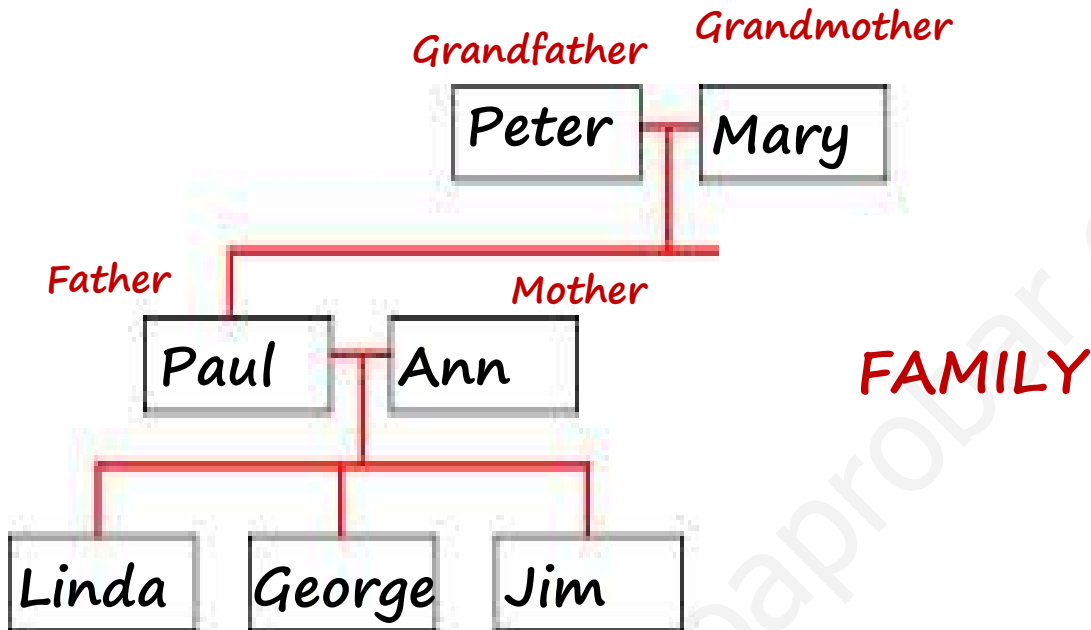 Grandfather Grandmother
Peter Mary
Father Mother
Paul Ann
FAMILY
Linda George Jim